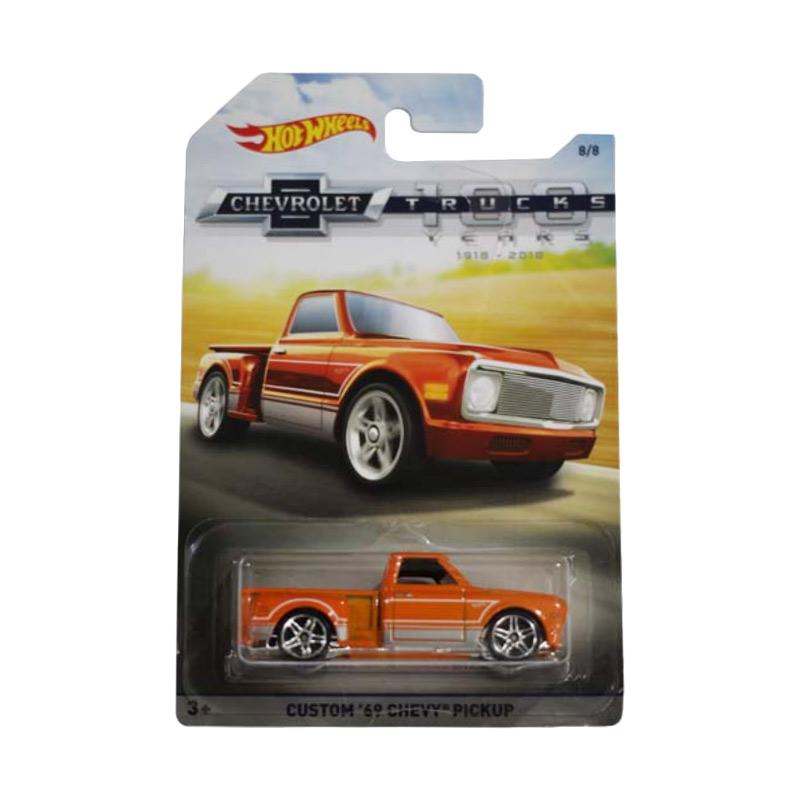 HOT WHEELS
8/8
CHEVROLET TRUCKS
100
YEARS
1918 - 2018
3+
CUSTOM '69 CHEVY® PICKUP